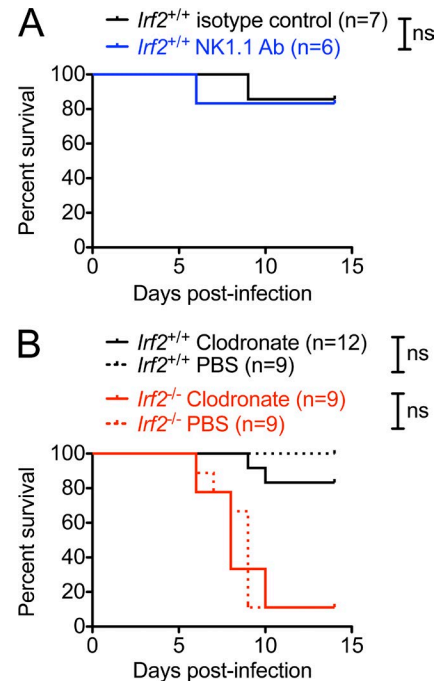 A
Irf2+/+ isotype control (n=7)
Irf2+/+ NK1.1 Ab (n=6)
ns
100
80
60
40
20
0
Percent survival
0 5 10 15
Days post-infection
B
Irf2+/+ Clodronate (n=12)
Irf2+/+ PBS (n=9)
ns
Irf2-/- Clodronate (n=9)
Irf2-/- PBS (n=9)
ns
100
80
60
40
20
0
Percent survival
0 5 10 15
Days post-infection